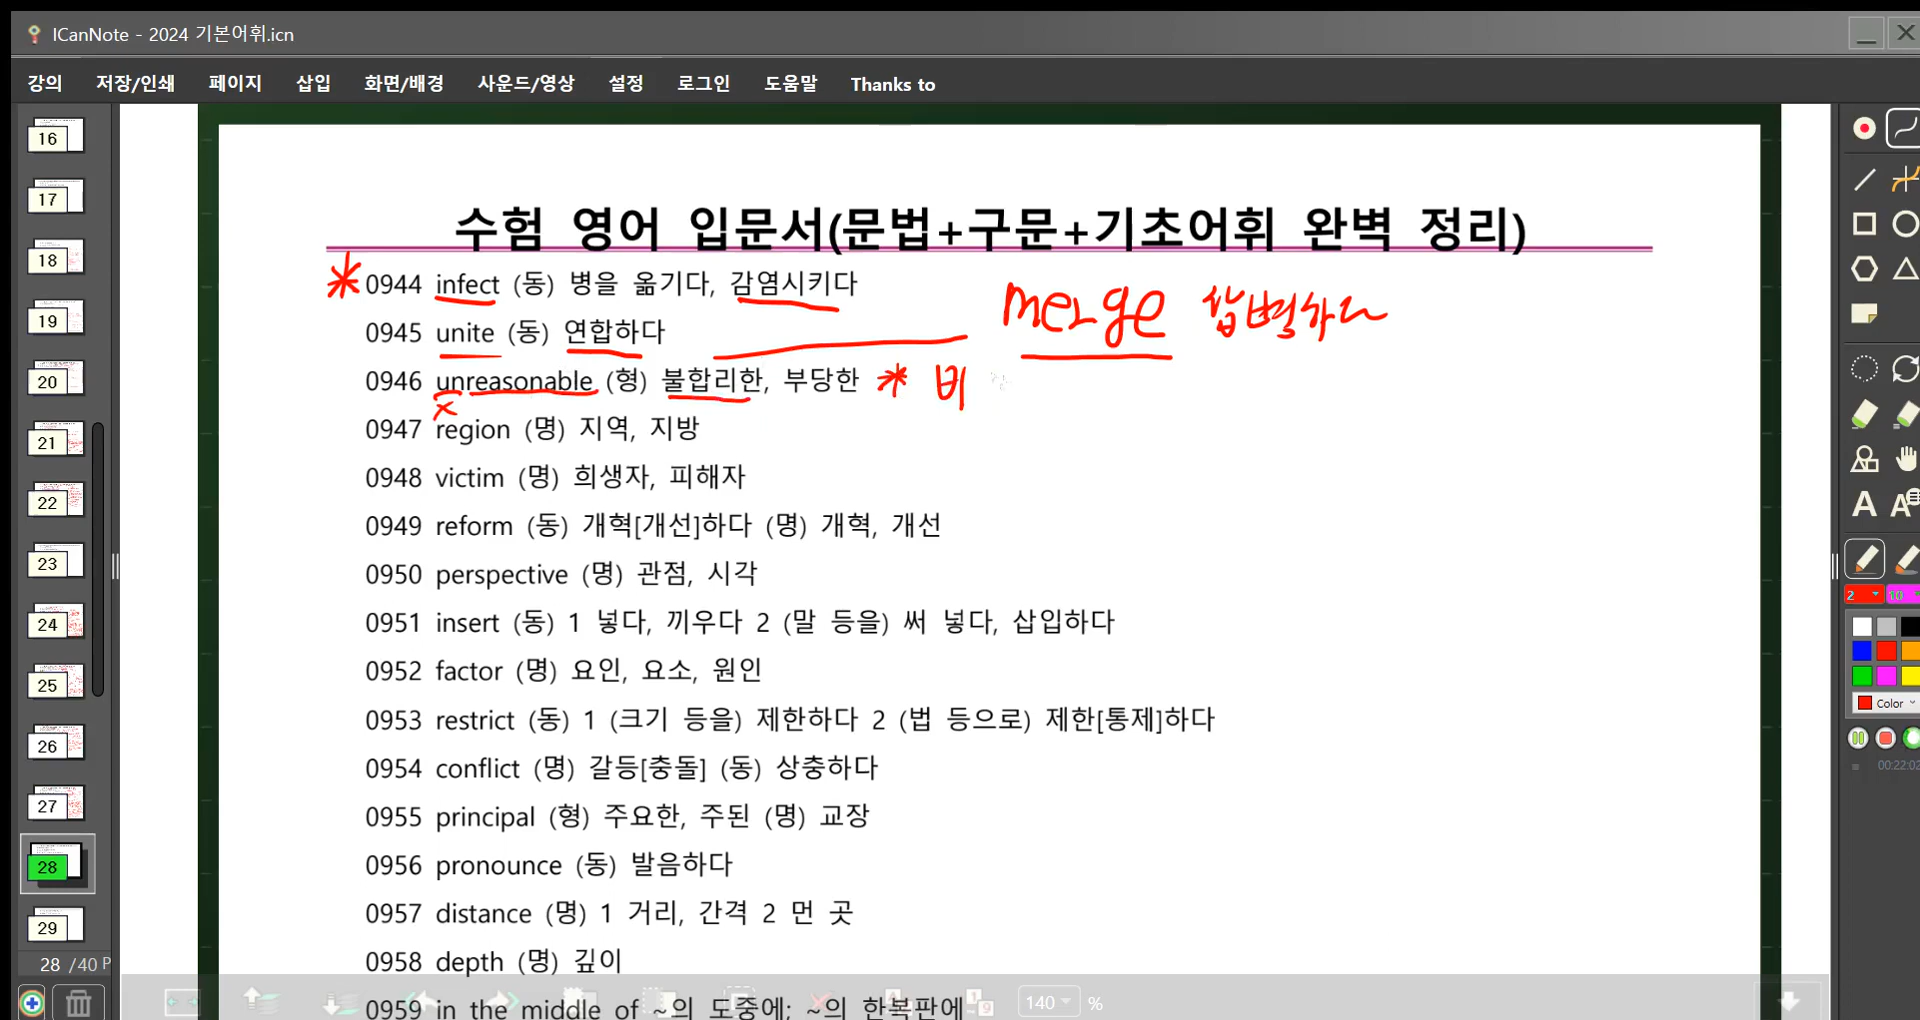 ICanNote - 2024 기본어휘.icn
강의 저장/인쇄 페이지 삽입 화면/배경 사운드/영상 설정 로그인 도움말 Thanks to
수험 영어 입문서(문법+구문+기초어휘 완벽 정리)
0944 infect (동) 병을 옮기다, 감염시키다
merge 합병하다
0945 unite (동) 연합하다
0946 unreasonable (형) 불합리한, 부당한 * 비
0947 region (명) 지역, 지방
0948 victim (명) 희생자, 피해자
0949 reform (동) 개혁[개선]하다 (명) 개혁, 개선
0950 perspective (명) 관점, 시각
0951 insert (동) 1 넣다, 끼우다 2 (말 등을) 써 넣다, 삽입하다
0952 factor (명) 요인, 요소, 원인
0953 restrict (동) 1 (크기 등을) 제한하다 2 (법 등으로) 제한[통제]하다
0954 conflict (명) 갈등[충돌] (동) 상충하다
0955 principal (형) 주요한, 주된 (명) 교장
0956 pronounce (동) 발음하다
0957 distance (명) 1 거리, 간격 2 먼 곳
0958 depth (명) 깊이
0959 in the middle of ~의 도중에; ~의 한복판에
16
17
18
19
20
21
22
23
24
25
26
27
28
29
28 /40 P
140 %
2 10
Color
00:22:02